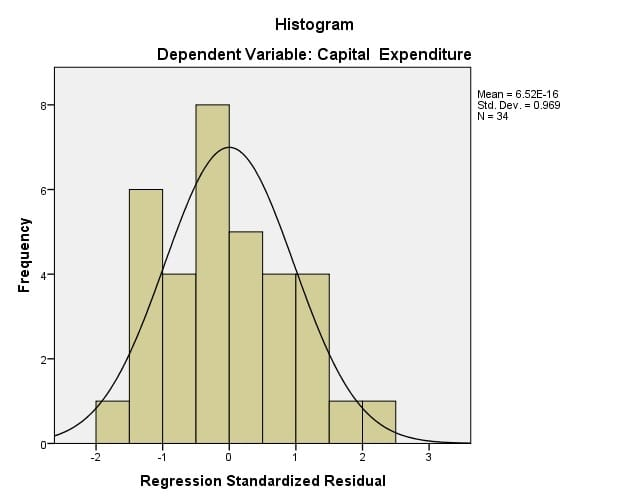 Histogram
Dependent Variable: Capital Expenditure
Mean = 6.52E-16
Std. Dev. = 0.969
N = 34
Frequency
8
6
4
2
0
-2 -1 0 1 2 3
Regression Standardized Residual